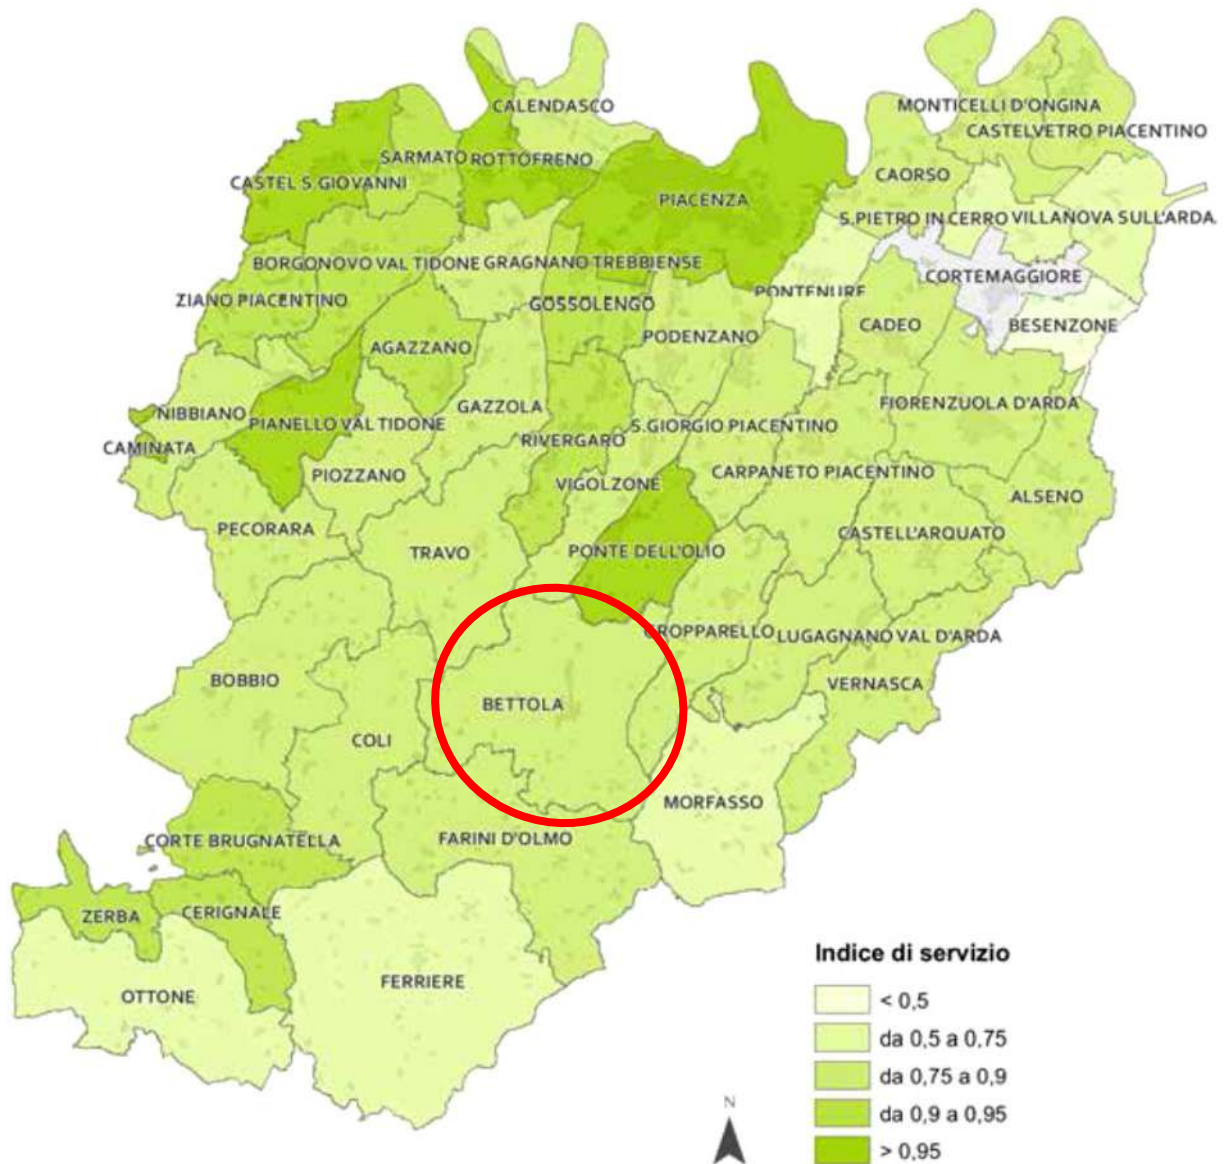 CALENDASCO
MONTICELLI D'ONGINA
CASTELVETRO PIACENTINO
SARMATO
ROTTOFRENO
CASTEL S.GIOVANNI
CAORSO
PIACENZA
S.PIETRO IN CERRO
VILLANOVA SULL'ARDA
BORGONOVO VAL TIDONE
GRAGNANO TREBBIENSE
CORTEMAGGIORE
ZIANO PIACENTINO
GOSSOLENGO
PONTENURE
PODENZANO
CADEO
BESENZONE
AGAZZANO
NIBBIANO
PIANELLO VAL TIDONE
GAZZOLA
FIORENZUOLA D'ARDA
CAMINATA
RIVERGARO
S.GIORGIO PIACENTINO
PIOZZANO
VIGOLZONE
CARPANETO PIACENTINO
ALSENO
PECORARA
TRAVO
PONTE DELL'OLIO
CASTELL'ARQUATO
GROPPARELLO
LUGAGNANO VAL D'ARDA
BOBBIO
VERNASCA
BETTOLA
COLI
MORFASSO
CORTE BRUGNATELLA
FARINI D'OLMO
ZERBA
CERIGNALE
OTTONE
FERRIERE
Indice di servizio
< 0,5
da 0,5 a 0,75
da 0,75 a 0,9
da 0,9 a 0,95
> 0,95
N